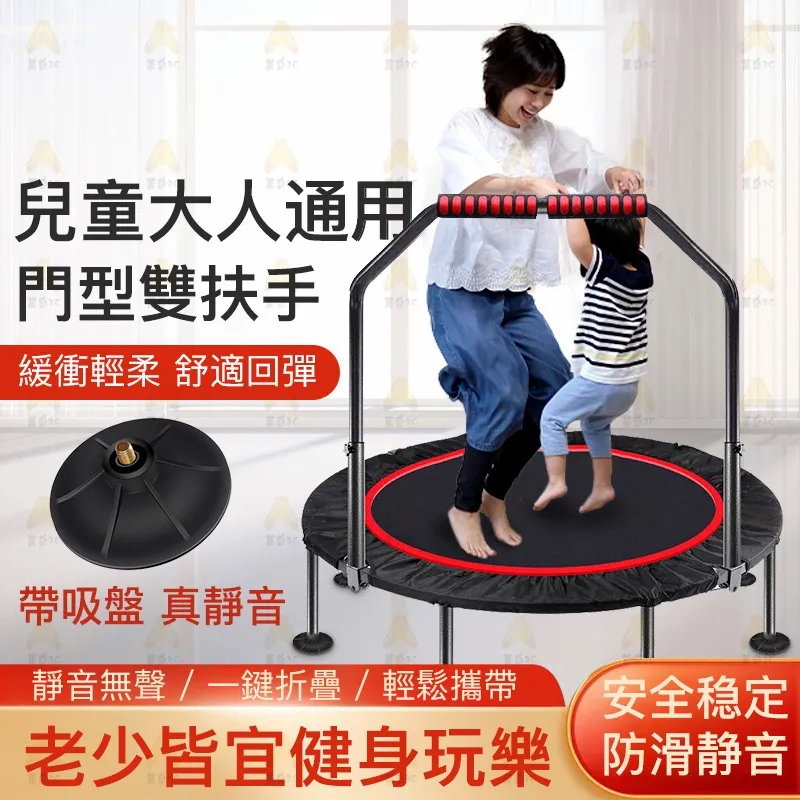 兒童大人通用
門型雙扶手
緩衝輕柔 舒適回彈
帶吸盤 真靜音
靜音無聲 / 一鍵折疊 / 輕鬆攜帶
老少皆宜健身玩樂
安全稳定
防滑静音